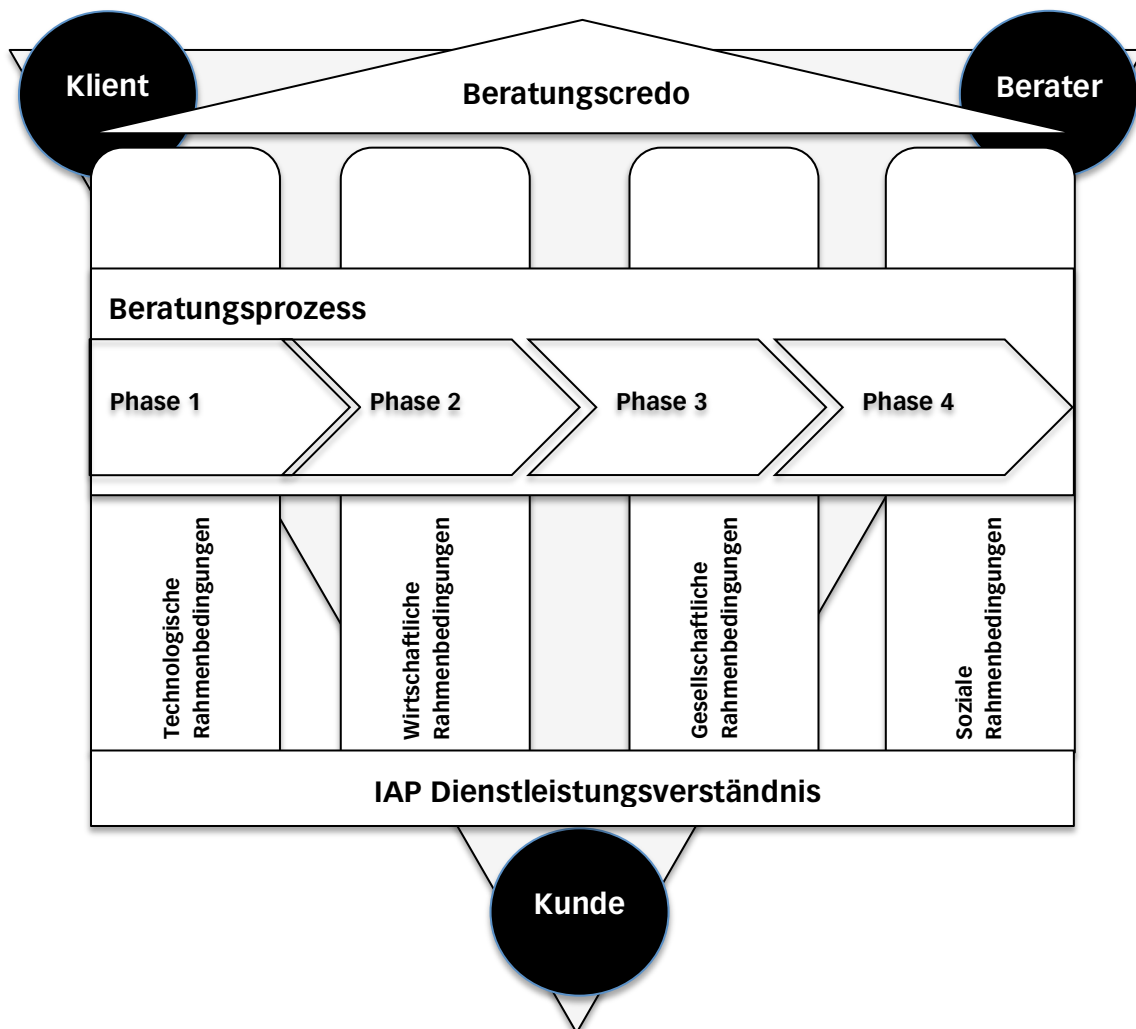 Klient
Berater
Beratungscredo
Beratungsprozess
Phase 1
Phase 2
Phase 3
Phase 4
Technologische
Rahmenbedingungen
Wirtschaftliche
Rahmenbedingungen
Gesellschaftliche
Rahmenbedingungen
Soziale
Rahmenbedingungen
IAP Dienstleistungsverständnis
Kunde